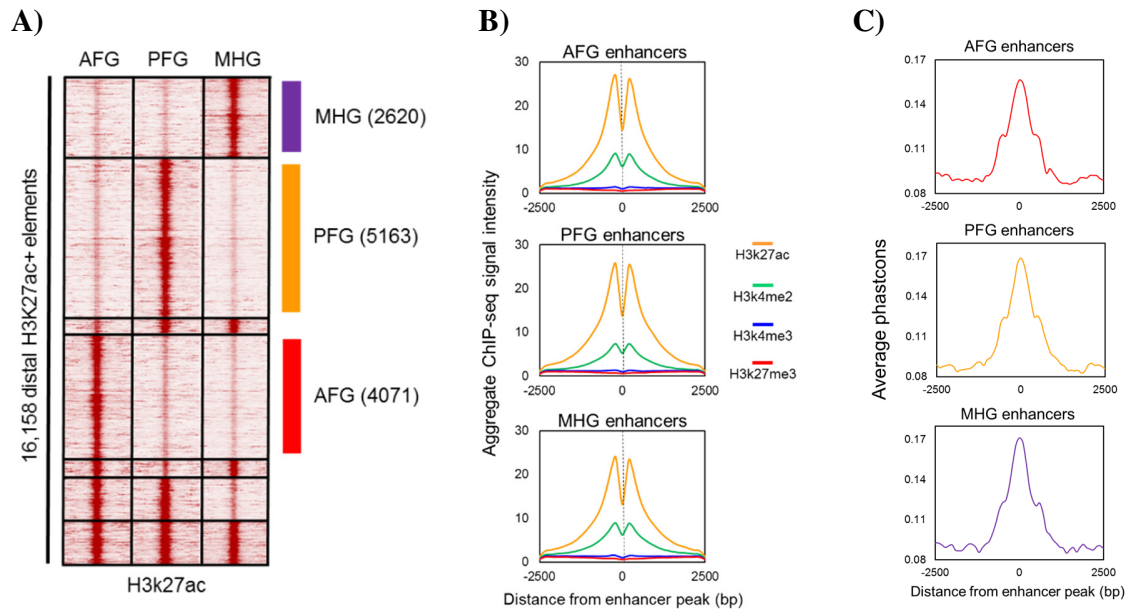 A)
AFG PFG MHG
16,158 distal H3K27ac+ elements
MHG (2620)
PFG (5163)
AFG (4071)
H3k27ac
B)
Aggregate ChIP-seq signal intensity
AFG enhancers
30
20
10
0
-2500 0 2500
PFG enhancers
30
20
10
0
-2500 0 2500
MHG enhancers
30
20
10
0
-2500 0 2500
Distance from enhancer peak (bp)
H3k27ac
H3k4me2
H3k4me3
H3k27me3
C)
Average phastcons
AFG enhancers
0.17
0.14
0.11
0.08
-2500 0 2500
PFG enhancers
0.17
0.14
0.11
0.08
-2500 0 2500
MHG enhancers
0.17
0.14
0.11
0.08
-2500 0 2500
Distance from enhancer peak (bp)